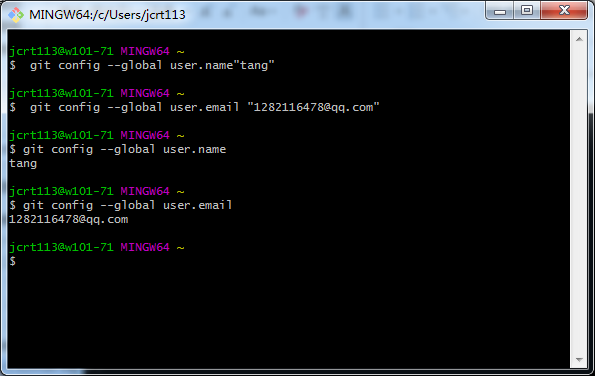 MINGW64:/c/Users/jcrt113
jcrt113@w101-71 MINGW64 ~
$  git config --global user.name"tang"
jcrt113@w101-71 MINGW64 ~
$  git config --global user.email "1282116478@qq.com"
jcrt113@w101-71 MINGW64 ~
$ git config --global user.name
tang
jcrt113@w101-71 MINGW64 ~
$ git config --global user.email
1282116478@qq.com
jcrt113@w101-71 MINGW64 ~
$